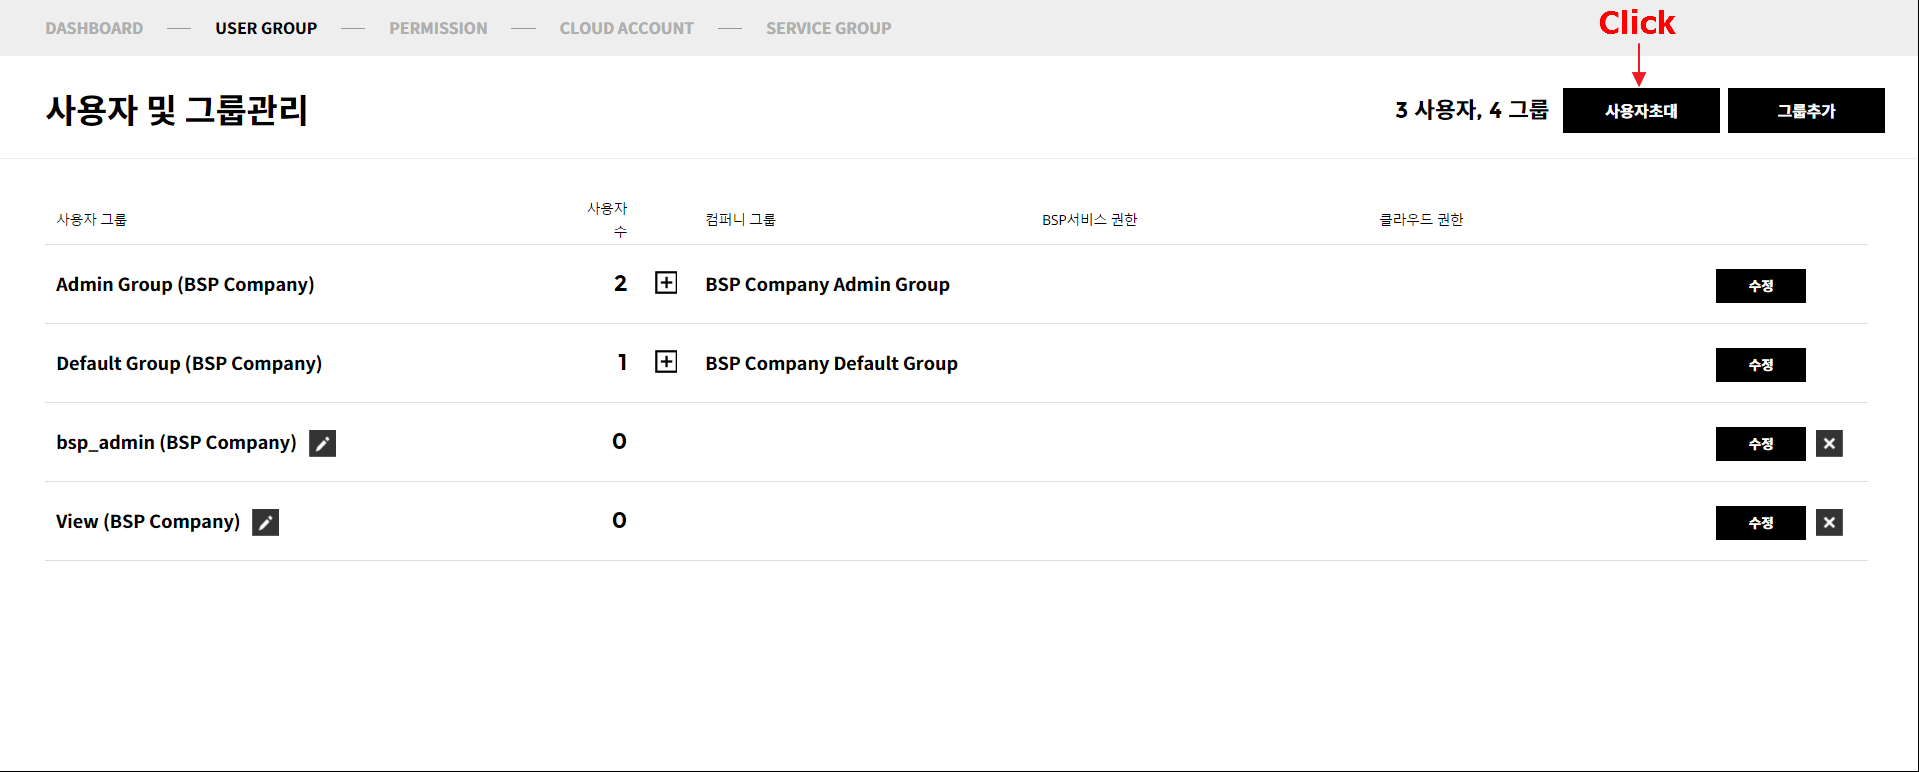 DASHBOARD — USER GROUP — PERMISSION — CLOUD ACCOUNT — SERVICE GROUP
Click
사용자 및 그룹관리
3 사용자, 4 그룹 사용자초대 그룹추가
사용자 그룹 사용자 수 컴퍼니 그룹 BSP서비스 권한 클라우드 권한
Admin Group (BSP Company) 2 BSP Company Admin Group 수정
Default Group (BSP Company) 1 BSP Company Default Group 수정
bsp_admin (BSP Company) 0 수정
View (BSP Company) 0 수정